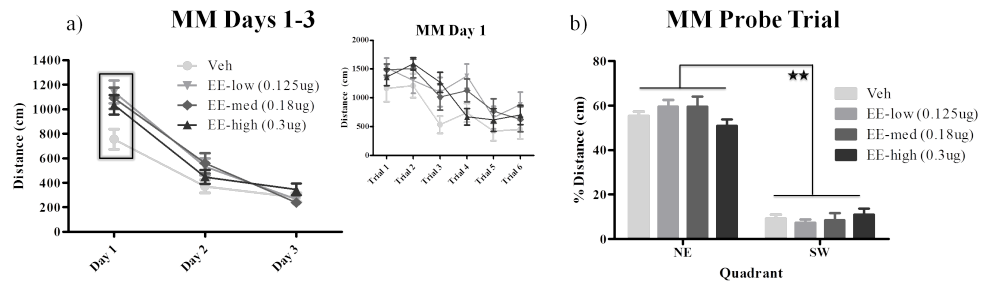 a)
MM Days 1-3
Distance (cm)
1400
1200
1000
800
600
400
200
0
Day 1
Day 2
Day 3
Veh
EE-low (0.125ug)
EE-med (0.18ug)
EE-high (0.3ug)
MM Day 1
Distance (cm)
2000
1500
1000
500
0
Trial 1
Trial 2
Trial 3
Trial 4
Trial 5
Trial 6
b)
MM Probe Trial
% Distance (cm)
80
60
40
20
0
NE
SW
Quadrant
★★
Veh
EE-low (0.125ug)
EE-med (0.18ug)
EE-high (0.3ug)